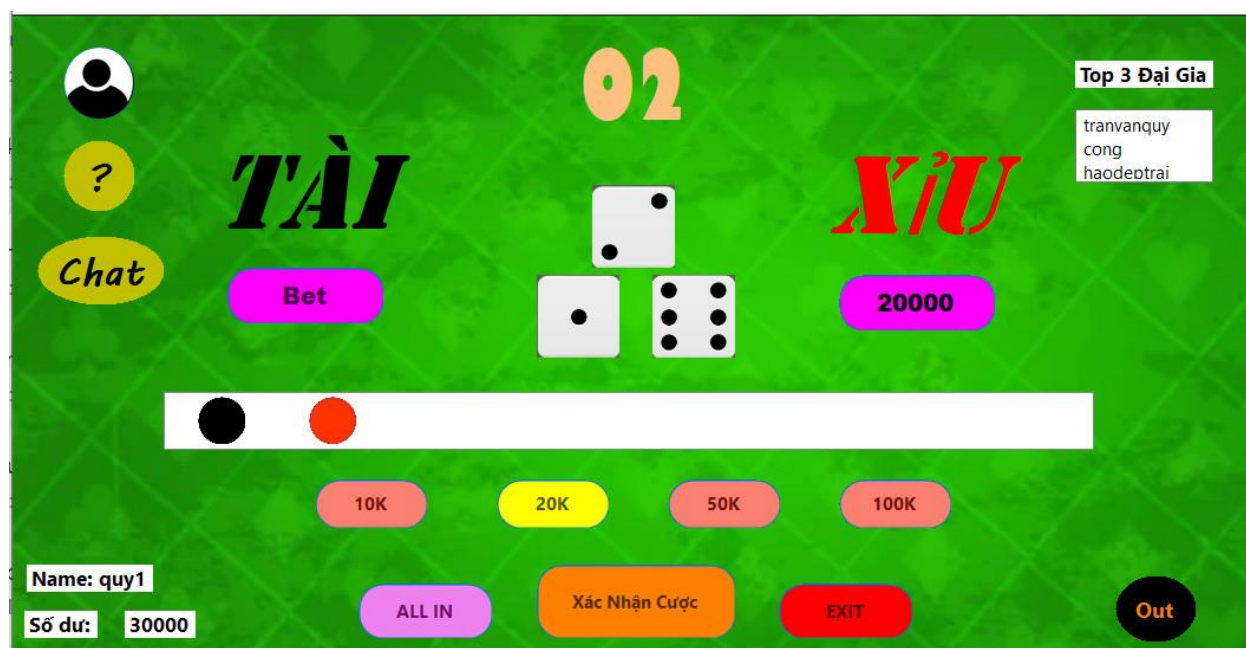 02
Top 3 Đại Gia
tranvanquy
cong
haodeptrai
?
TÀI
XỈU
Chat
Bet
20000
10K
20K
50K
100K
Name: quy1
Số dư: 30000
ALL IN
Xác Nhận Cược
EXIT
Out